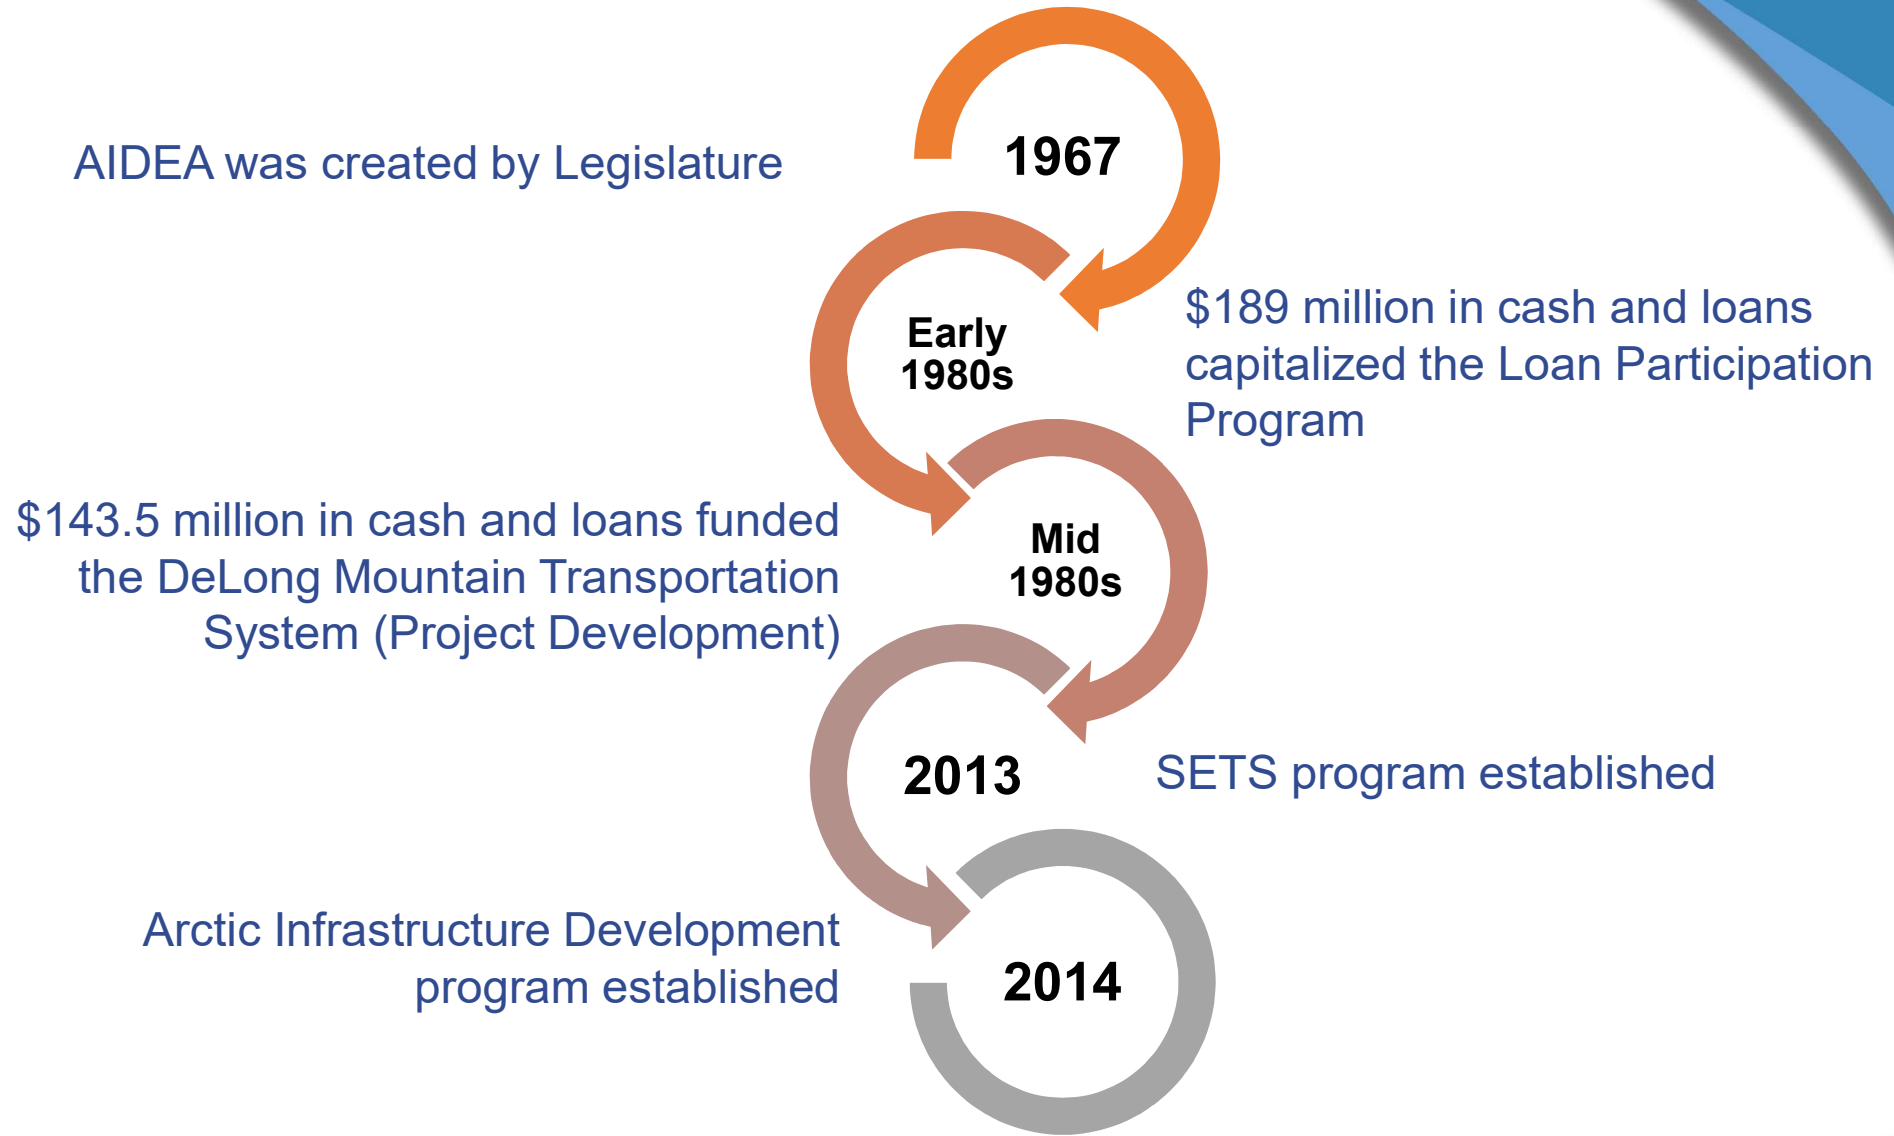 AIDEA was created by Legislature
1967
Early
1980s
$189 million in cash and loans
capitalized the Loan Participation
Program
$143.5 million in cash and loans funded
the DeLong Mountain Transportation
System (Project Development)
Mid
1980s
2013
SETS program established
Arctic Infrastructure Development
program established
2014